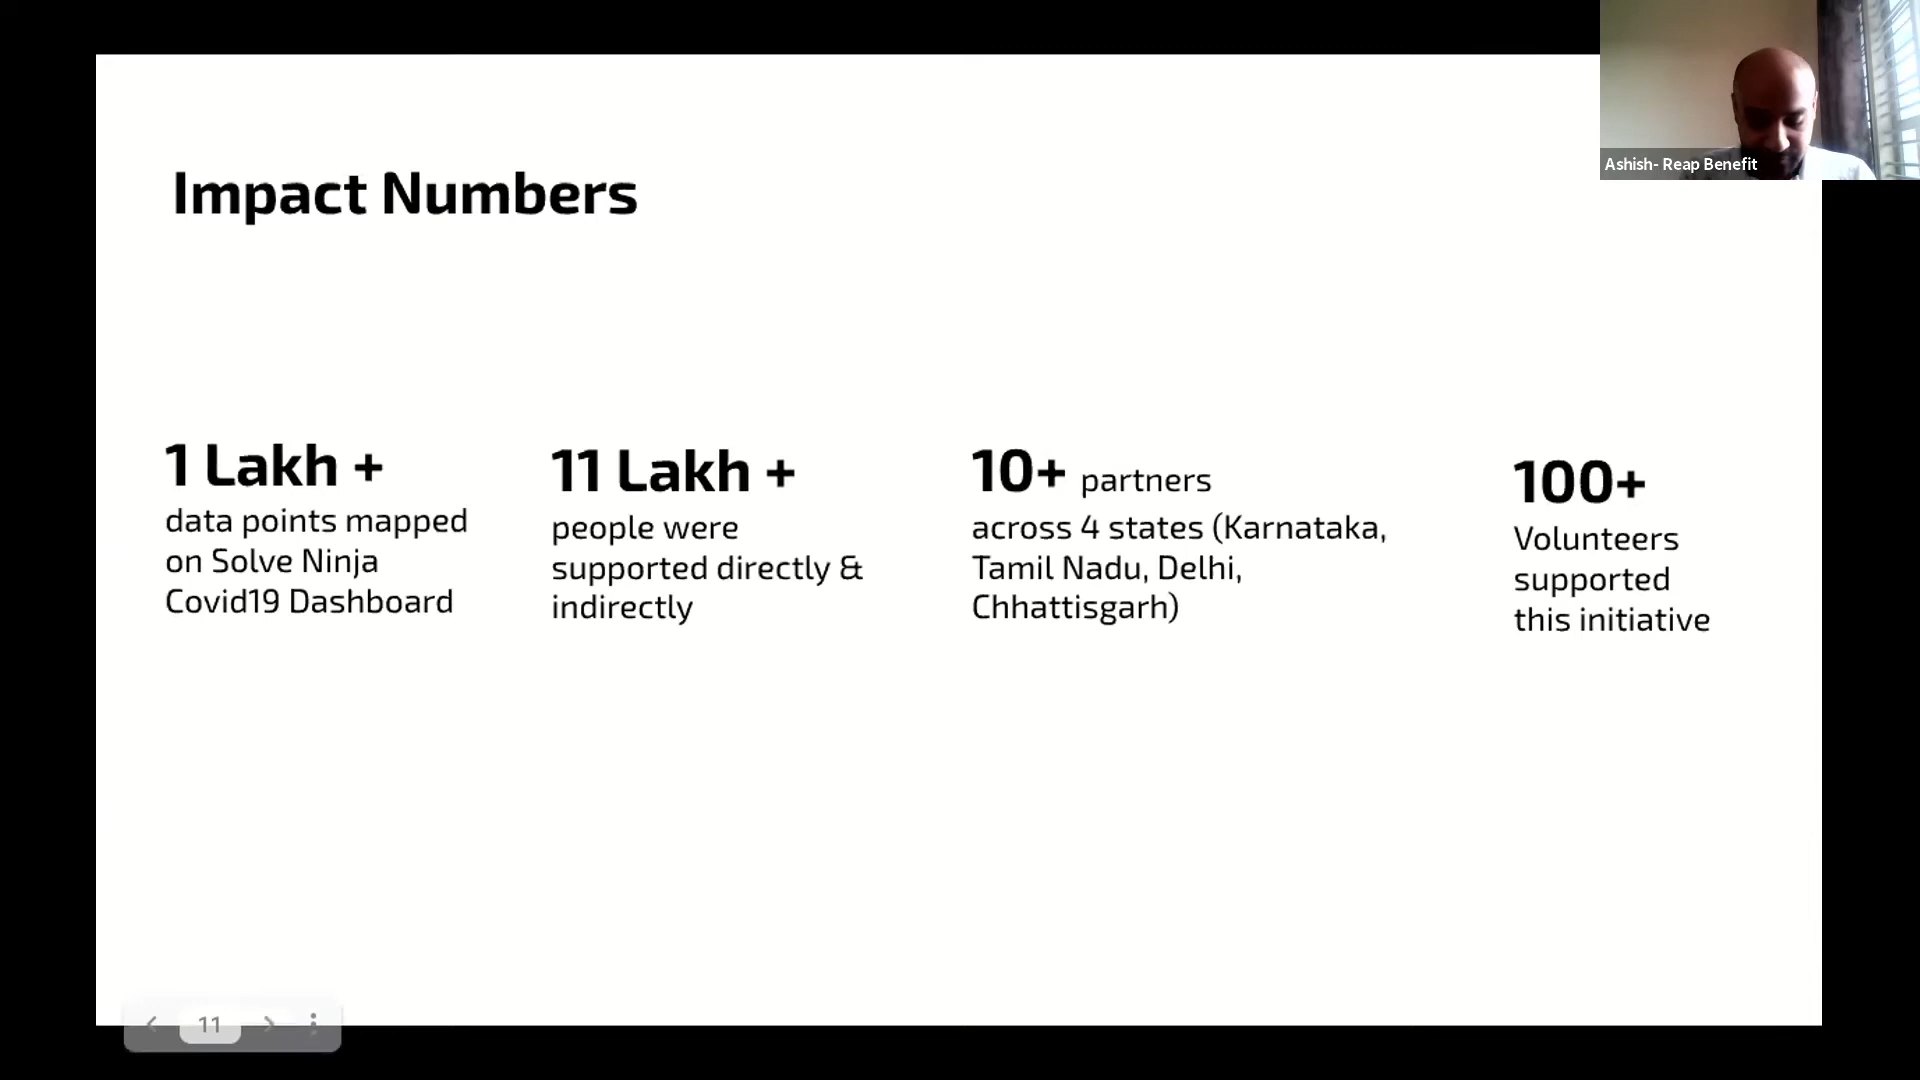 Ashish- Reap Benefit
Impact Numbers
1 Lakh +
data points mapped
on Solve Ninja
Covid19 Dashboard
11 Lakh +
people were
supported directly &
indirectly
10+ partners
across 4 states (Karnataka,
Tamil Nadu, Delhi,
Chhattisgarh)
100+
Volunteers
supported
this initiative
11